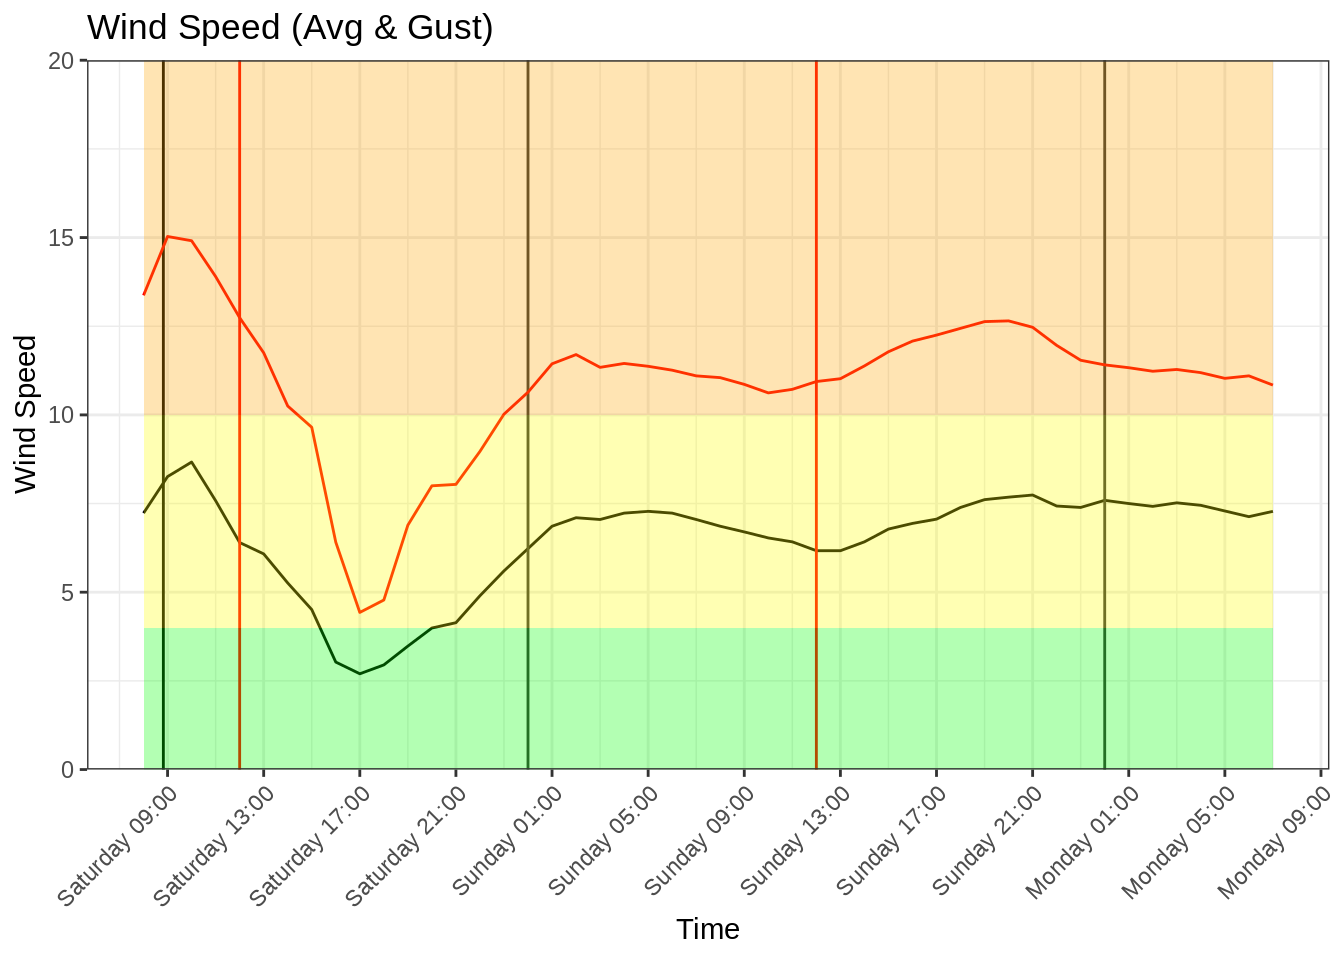 Wind Speed (Avg & Gust)
Wind Speed
20
15
10
5
0
Saturday 09:00
Saturday 13:00
Saturday 17:00
Saturday 21:00
Sunday 01:00
Sunday 05:00
Sunday 09:00
Sunday 13:00
Sunday 17:00
Sunday 21:00
Monday 01:00
Monday 05:00
Monday 09:00
Time